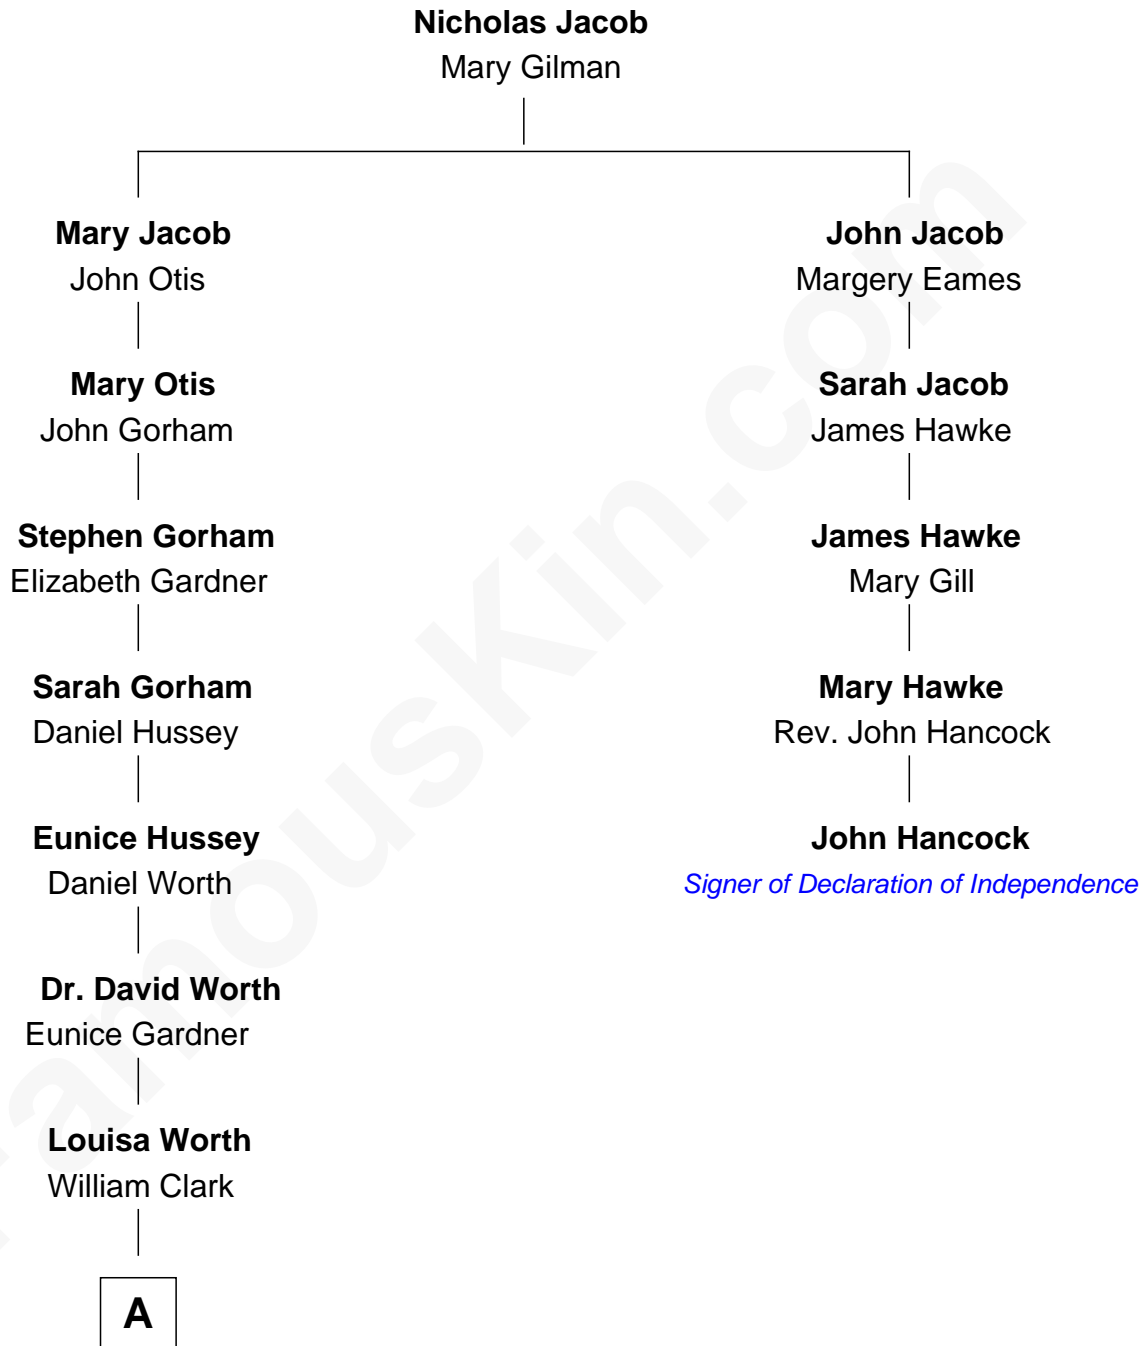 Nicholas Jacob
Mary Gilman
Mary Jacob
John Otis
John Jacob
Margery Eames
Mary Otis
John Gorham
Sarah Jacob
James Hawke
Stephen Gorham
Elizabeth Gardner
James Hawke
Mary Gill
Sarah Gorham
Daniel Hussey
Mary Hawke
Rev. John Hancock
Eunice Hussey
Daniel Worth
John Hancock
Signer of Declaration of Independence
Dr. David Worth
Eunice Gardner
Louisa Worth
William Clark
A
FamousKin.com